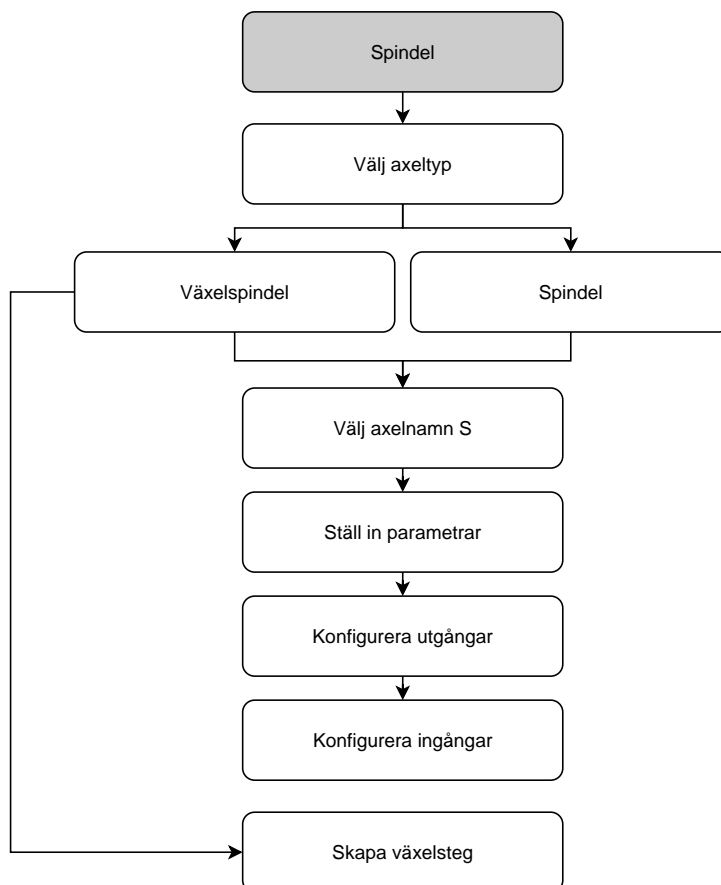 Spindel
Välj axeltyp
Växelspindel
Spindel
Välj axelnamn S
Ställ in parametrar
Konfigurera utgångar
Konfigurera ingångar
Skapa växelsteg